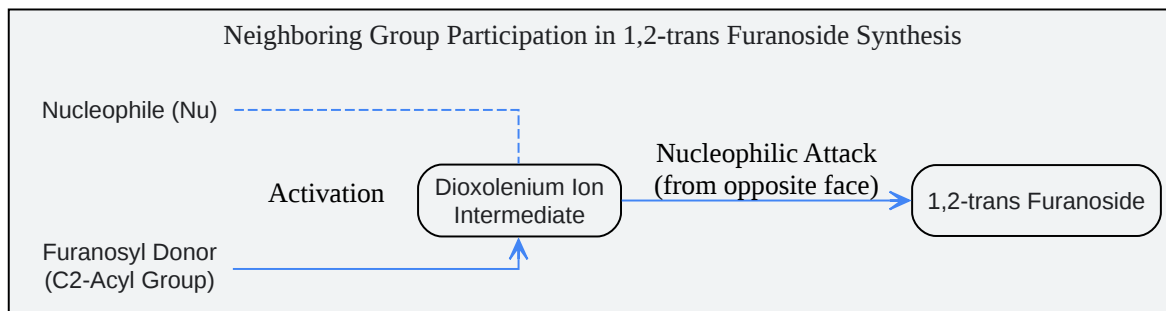 Neighboring Group Participation in 1,2-trans Furanoside Synthesis
Nucleophile (Nu)
Activation
Dioxolenium Ion
Intermediate
Nucleophilic Attack
(from opposite face)
1,2-trans Furanoside
Furanosyl Donor
(C2-Acyl Group)